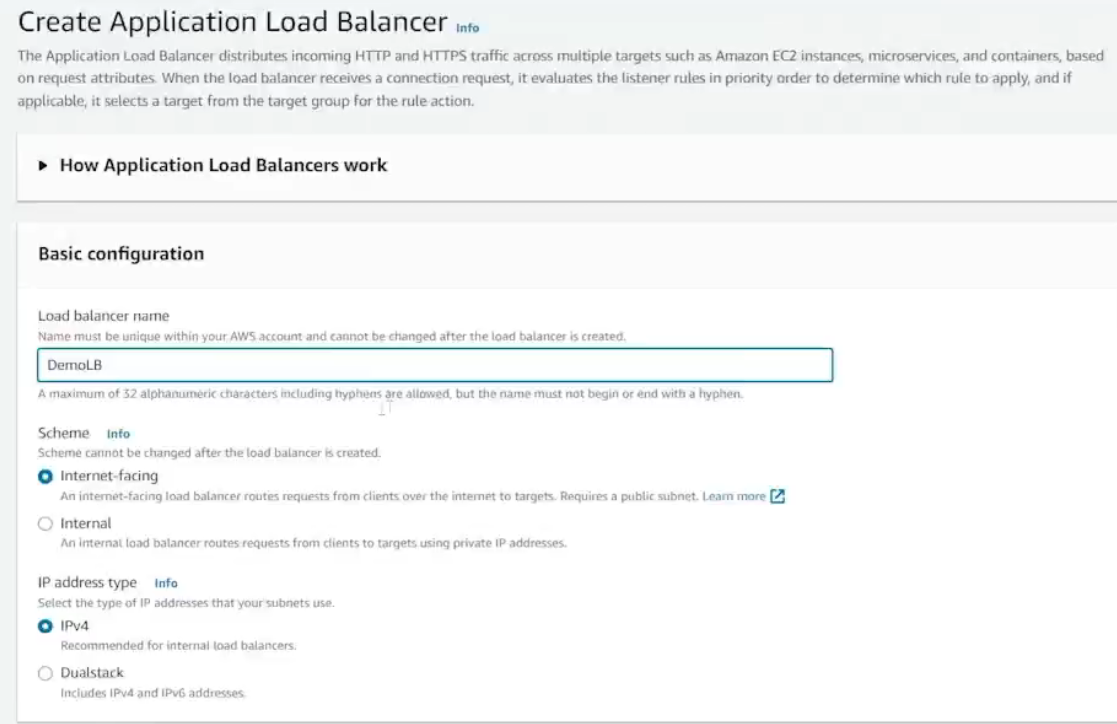 Create Application Load Balancer Info
The Application Load Balancer distributes incoming HTTP and HTTPS traffic across multiple targets such as Amazon EC2 instances, microservices, and containers, based
on request attributes. When the load balancer receives a connection request, it evaluates the listener rules in priority order to determine which rule to apply, and if
applicable, it selects a target from the target group for the rule action.
How Application Load Balancers work
Basic configuration
Load balancer name
Name must be unique within your AWS account and cannot be changed after the load balancer is created.
DemoLB
A maximum of 32 alphanumeric characters including hyphens are allowed, but the name must not begin or end with a hyphen.
Scheme Info
Scheme cannot be changed after the load balancer is created.
Internet-facing
An internet-facing load balancer routes requests from clients over the internet to targets. Requires a public subnet. Learn more
Internal
An internal load balancer routes requests from clients to targets using private IP addresses.
IP address type Info
Select the type of IP addresses that your subnets use.
IPv4
Recommended for internal load balancers.
Dualstack
Includes IPv4 and IPv6 addresses.